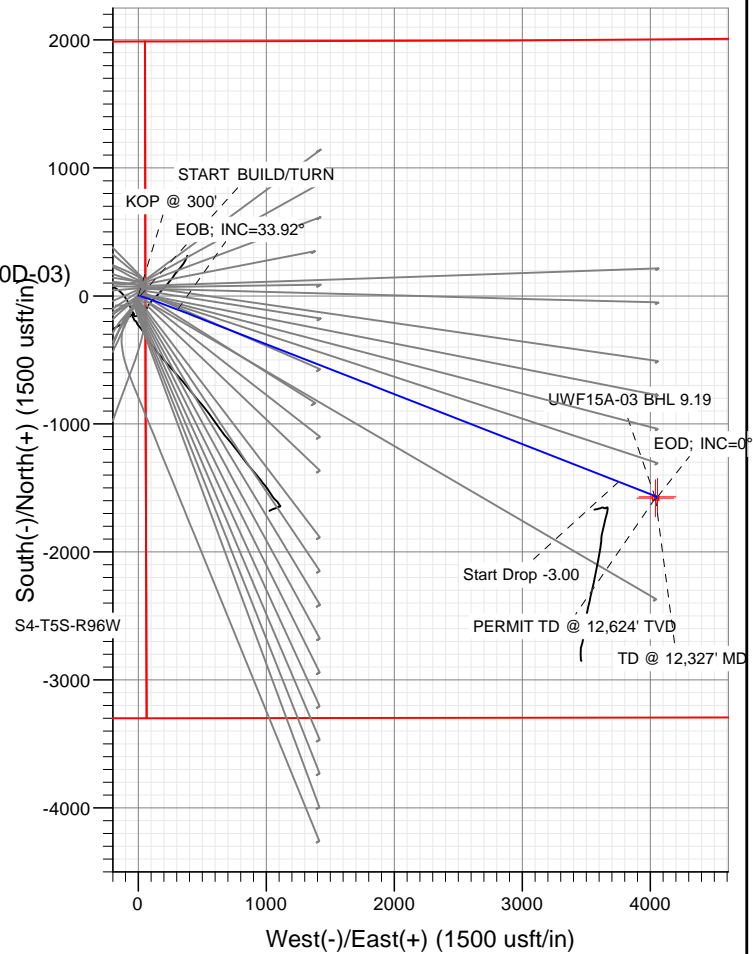 2000
1000
0
-1000
-2000
-3000
-4000
South(-)/North(+) (1500 usft/in)
START BUILD/TURN
KOP @ 300'
EOB; INC=33.92°
0D-03)
UWF15A-03 BHL 9.19
EOD; INC=0°
Start Drop -3.00
PERMIT TD @ 12,624' TVD
TD @ 12,327' MD
S4-T5S-R96W
0
1000
2000
3000
4000
West(-)/East(+) (1500 usft/in)